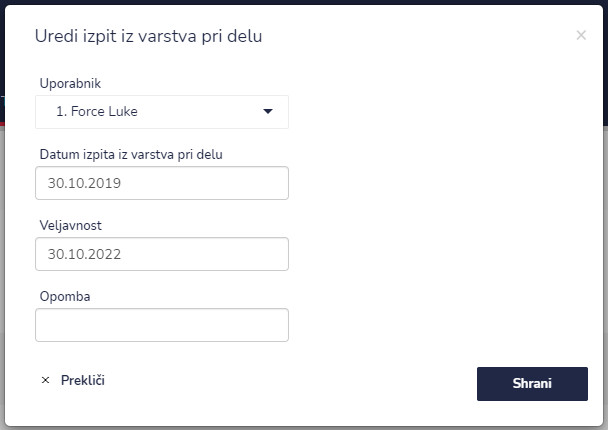 Uredi izpit iz varstva pri delu
Uporabnik
1. Force Luke
Datum izpita iz varstva pri delu
30.10.2019
Veljavnost
30.10.2022
Opomba
× Prekliči
Shrani